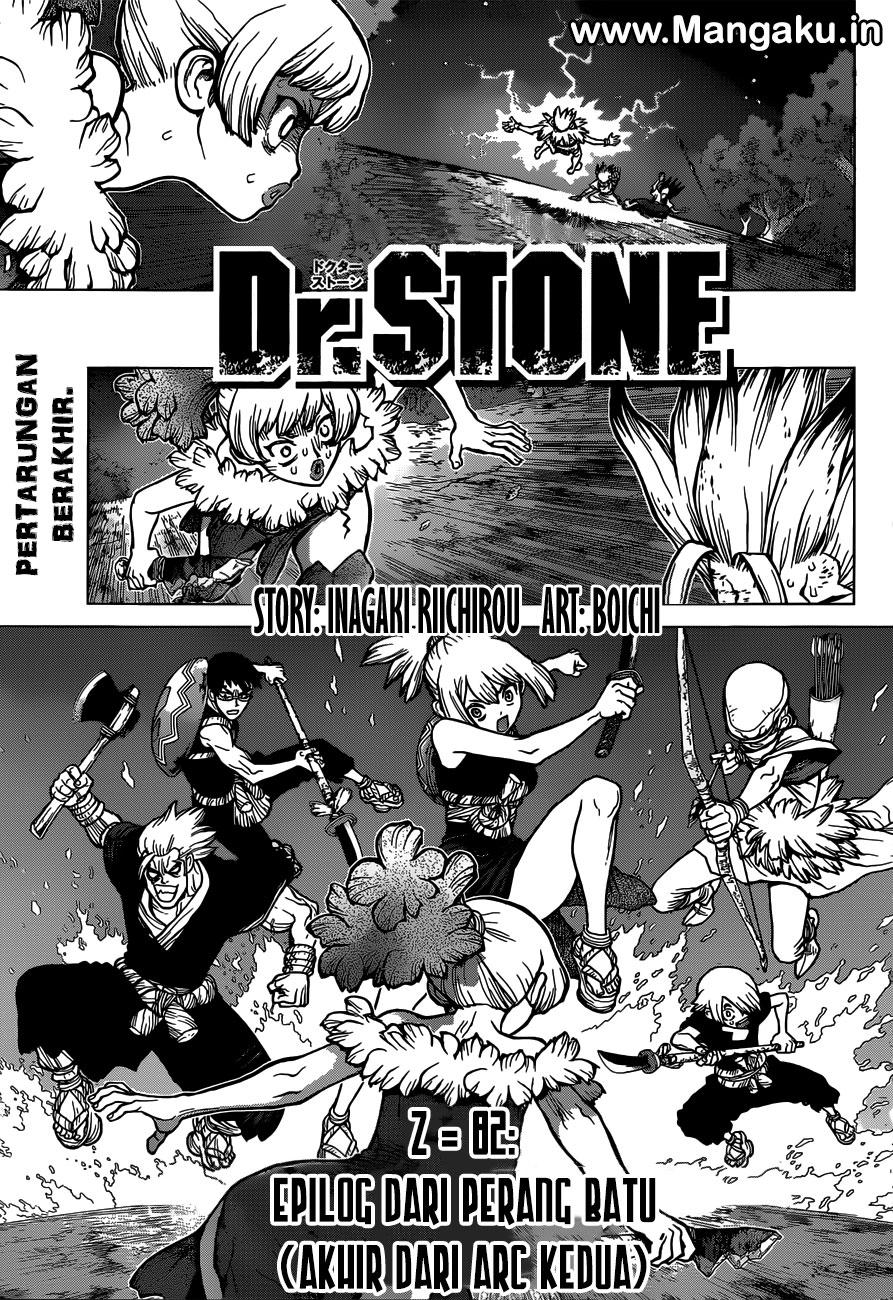 www.Mangaku.in
ドクター
ストーン
Dr.STONE
PERTARUNGAN
BERAKHIR.
STORY: INAGAKI RIICHIROU ART: BOICHI
Z = 82:
EPILOG DARI PERANG BATU
(AKHIR DARI ARC KEDUA)